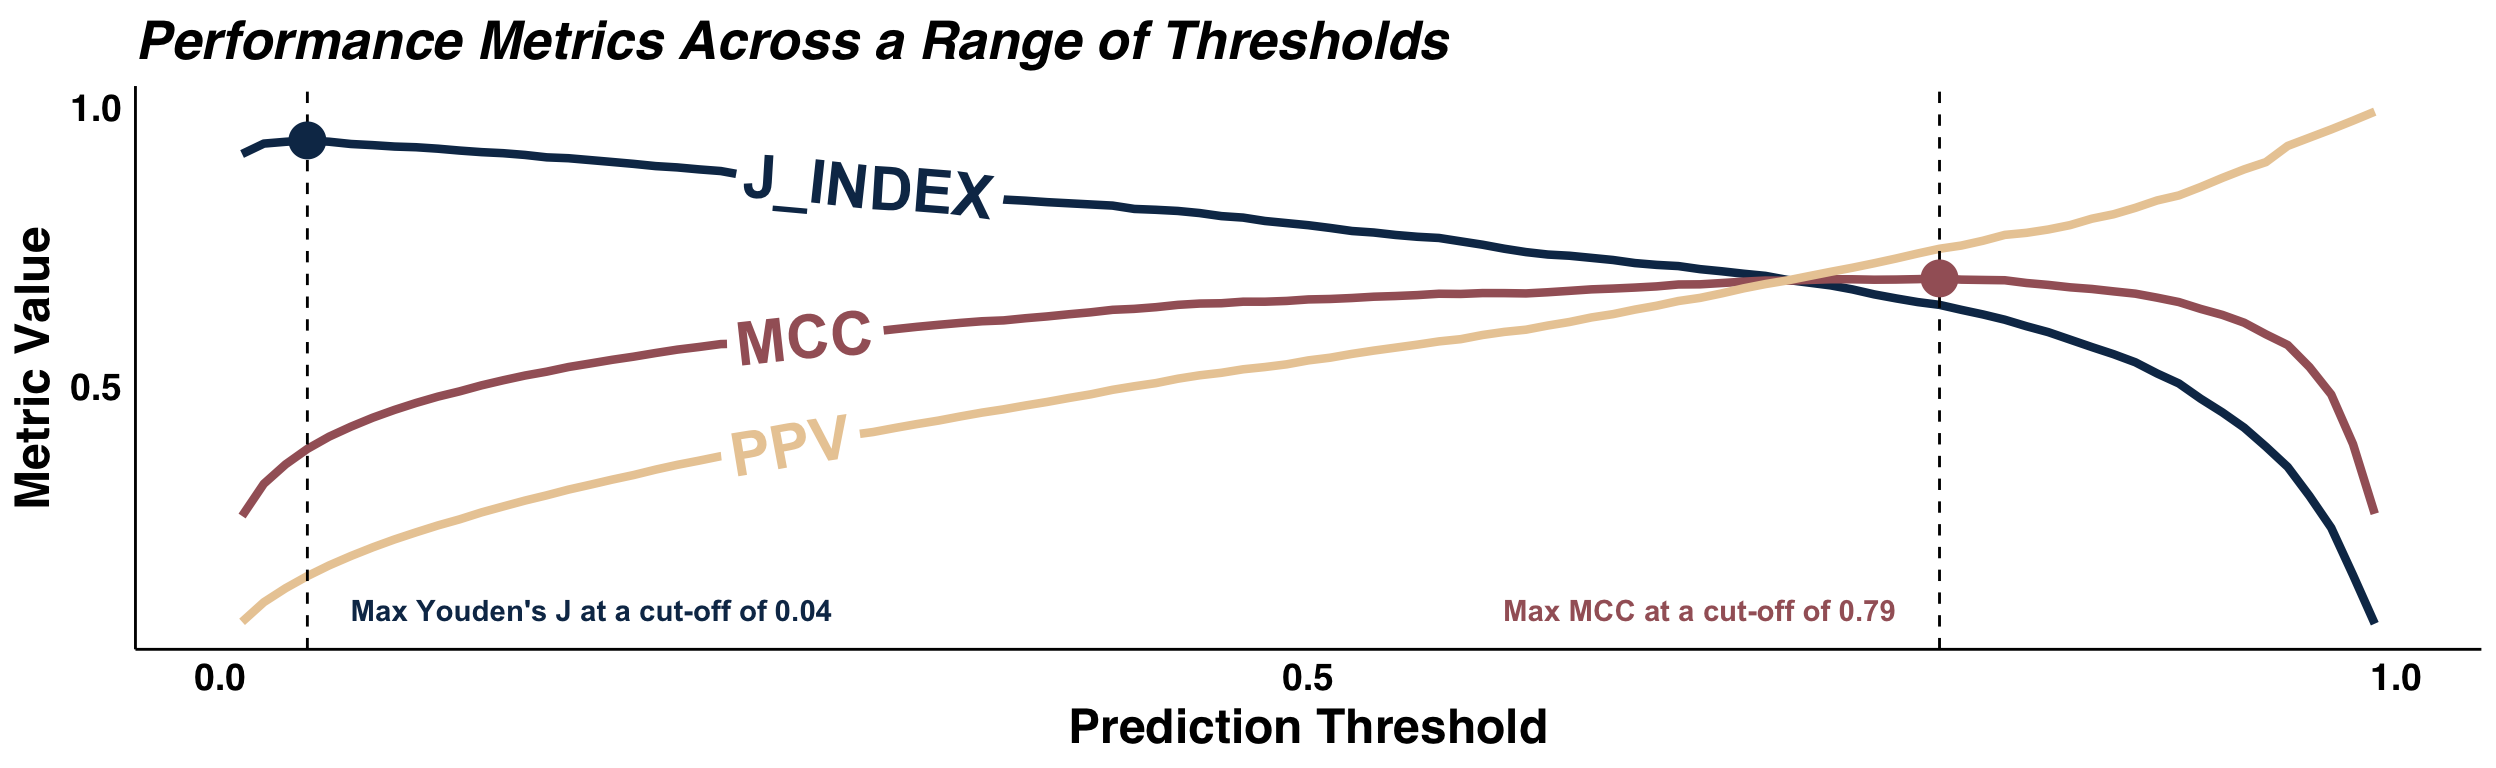 Performance Metrics Across a Range of Thresholds
1.0
0.5
Metric Value
J_INDEX
MCC
PPV
Max Youden's J at a cut-off of 0.04
Max MCC at a cut-off of 0.79
0.0
0.5
1.0
Prediction Threshold